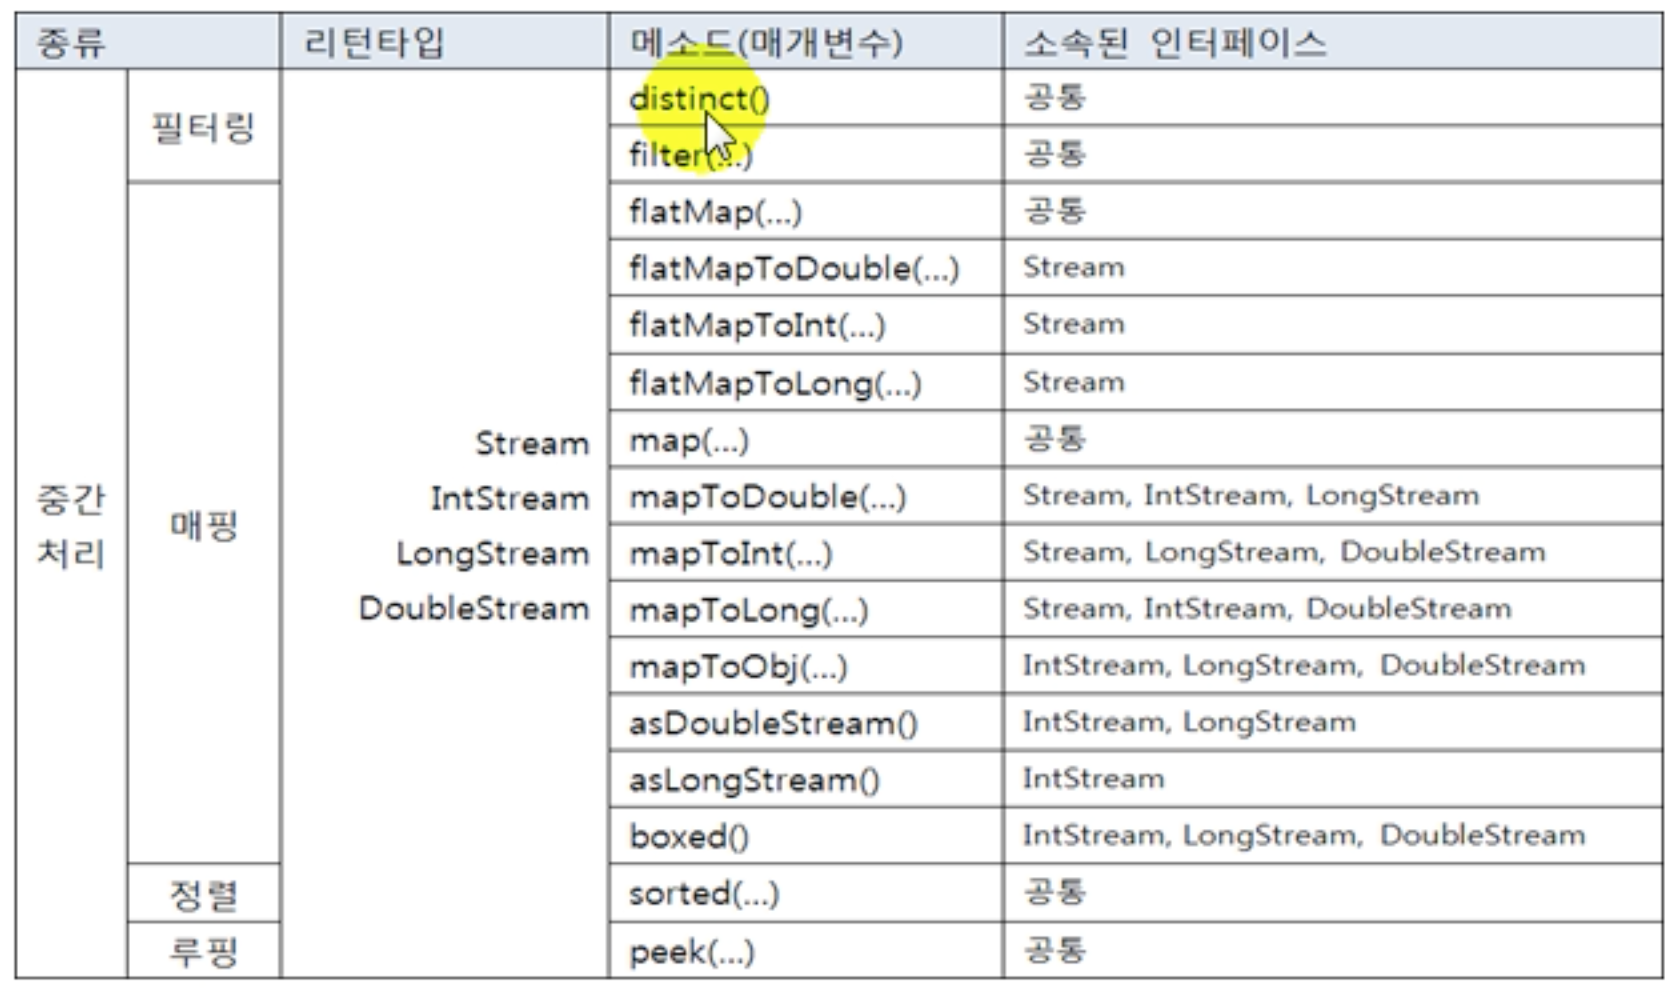 종류 리턴타입 메소드(매개변수) 소속된 인터페이스
중간
처리
필터링
매핑
정렬
루핑
Stream
IntStream
LongStream
DoubleStream
distinct() 공통
filter(...) 공통
flatMap(...) 공통
flatMapToDouble(...) Stream
flatMapToInt(...) Stream
flatMapToLong(...) Stream
map(...) 공통
mapToDouble(...) Stream, IntStream, LongStream
mapToInt(...) Stream, LongStream, DoubleStream
mapToLong(...) Stream, IntStream, DoubleStream
mapToObj(...) IntStream, LongStream, DoubleStream
asDoubleStream() IntStream, LongStream
asLongStream() IntStream
boxed() IntStream, LongStream, DoubleStream
sorted(...) 공통
peek(...) 공통